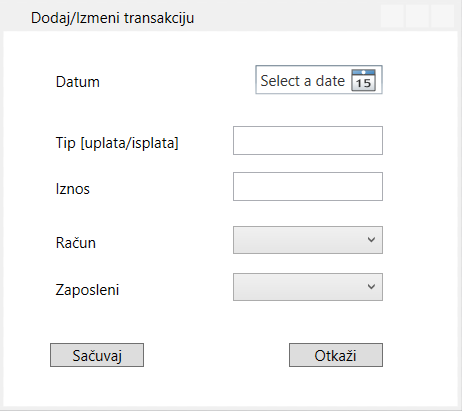 Dodaj/Izmeni transakciju
Datum
Select a date 15
Tip [uplata/isplata]
Iznos
Račun
Zaposleni
Sačuvaj
Otkaži